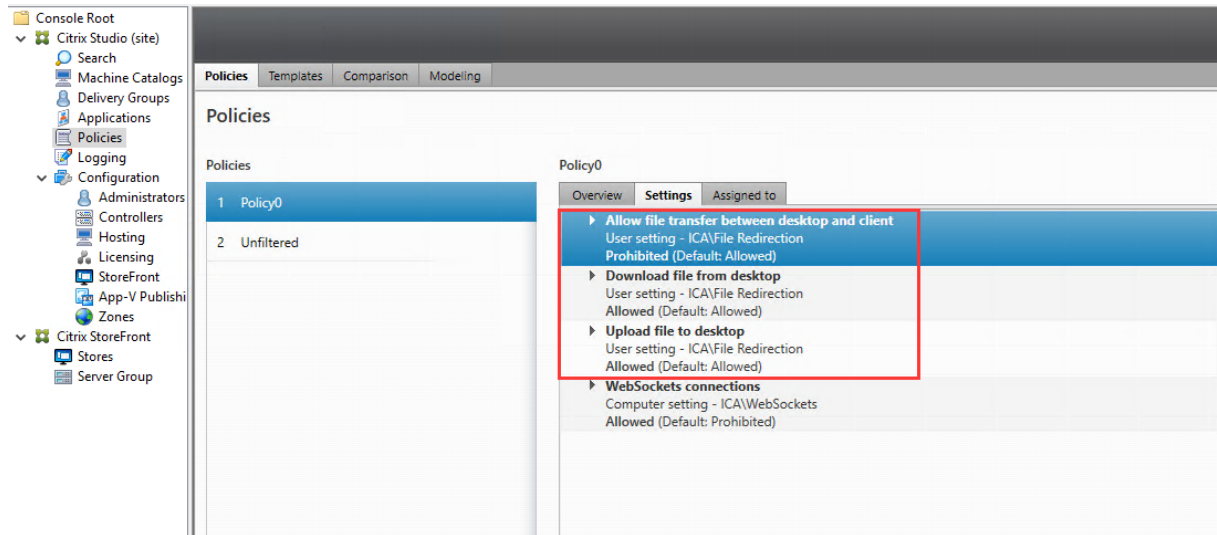 Console Root
Citrix Studio (site)
Search
Machine Catalogs
Delivery Groups
Applications
Policies
Logging
Configuration
Administrators
Controllers
Hosting
Licensing
StoreFront
App-V Publishi
Zones
Citrix StoreFront
Stores
Server Group
Policies Templates Comparison Modeling
Policies
Policies
1 Policy0
2 Unfiltered
Policy0
Overview Settings Assigned to
Allow file transfer between desktop and client
User setting - ICA\File Redirection
Prohibited (Default: Allowed)
Download file from desktop
User setting - ICA\File Redirection
Allowed (Default: Allowed)
Upload file to desktop
User setting - ICA\File Redirection
Allowed (Default: Allowed)
WebSockets connections
Computer setting - ICA\WebSockets
Allowed (Default: Prohibited)